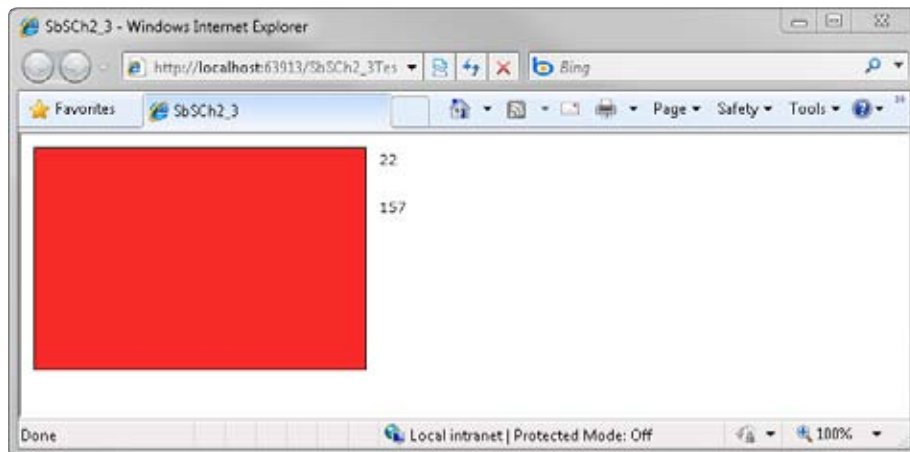 SbSCh2_3 - Windows Internet Explorer
http://localhost:63913/SbSCh2_3Tes
Bing
Favorites SbSCh2_3 Page Safety Tools
22
157
Done Local intranet | Protected Mode: Off 100%